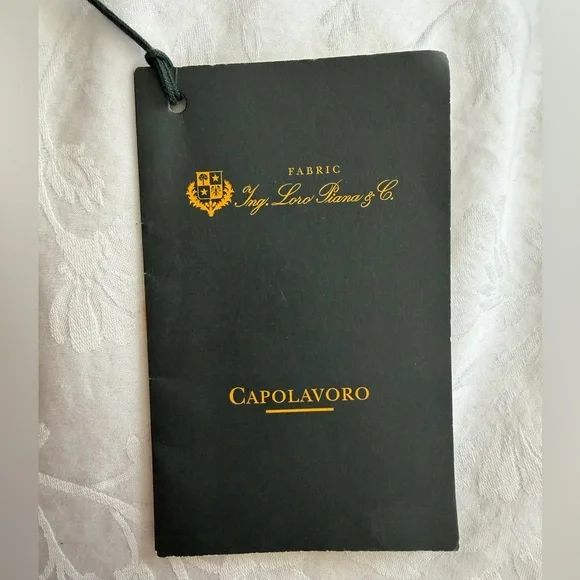 FABRIC
Ing. Loro Piana & C.
CAPOLAVORO